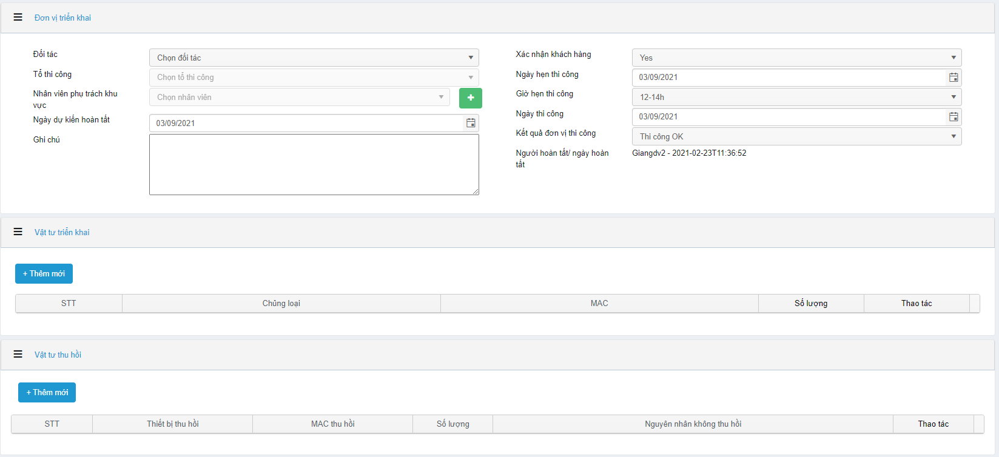 Đơn vị triển khai
Đối tác
Chọn đối tác
Tổ thi công
Chọn tổ thi công
Nhân viên phụ trách khu
vực
Chọn nhân viên
+
Ngày dự kiến hoàn tất
03/09/2021
Ghi chú
Xác nhận khách hàng
Yes
Ngày hẹn thi công
03/09/2021
Giờ hẹn thi công
12-14h
Ngày thi công
03/09/2021
Kết quả đơn vị thi công
Thi công OK
Người hoàn tất/ ngày hoàn
tất
Giangdv2 - 2021-02-23T11:36:52
Vật tư triển khai
+ Thêm mới
STT Chủng loại MAC Số lượng Thao tác
Vật tư thu hồi
+ Thêm mới
STT Thiết bị thu hồi MAC thu hồi Số lượng Nguyên nhân không thu hồi Thao tác